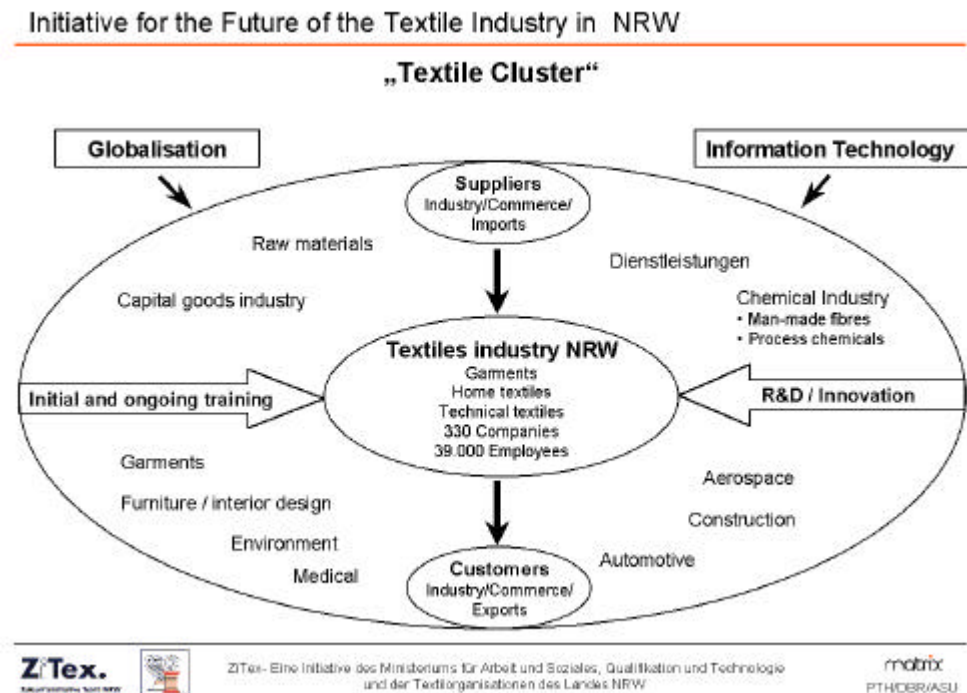 Initiative for the Future of the Textile Industry in NRW
„Textile Cluster“
Globalisation
Information Technology
Suppliers
Industry/Commerce/
Imports
Raw materials
Dienstleistungen
Capital goods industry
Chemical Industry
• Man-made fibres
• Process chemicals
Textiles industry NRW
Garments
Home textiles
Technical textiles
330 Companies
39.000 Employees
Initial and ongoing training
R&D / Innovation
Garments
Furniture / interior design
Environment
Medical
Aerospace
Construction
Automotive
Customers
Industry/Commerce/
Exports
ZiTex.
ZiTex- Eine Initiative des Ministeriums für Arbeit und Soziales, Qualifikation und Technologie
und der Textilorganisationen des Landes NRW
matrix
PTH/DBR/ASU